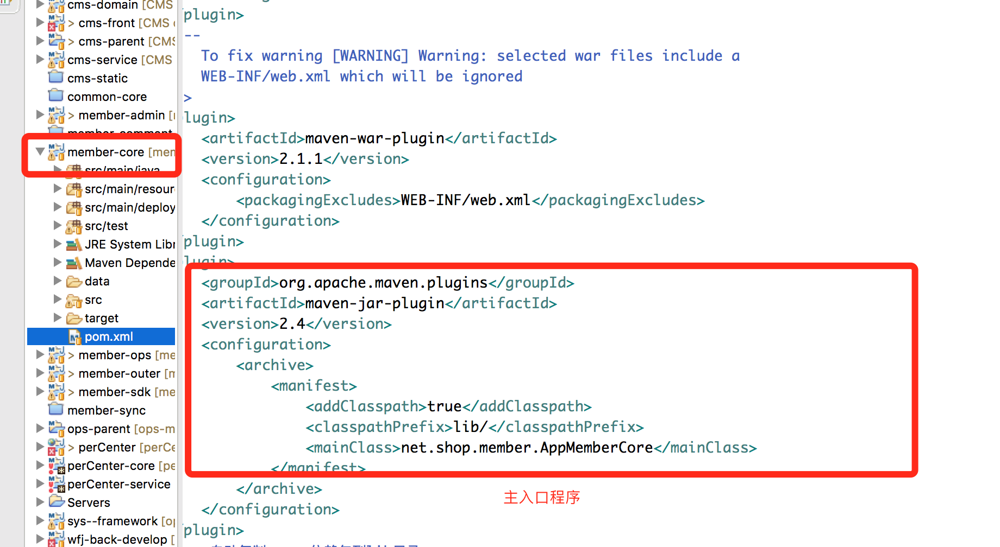 cms-domain [CMS
> cms-front [CMS
> cms-parent [CMS
cms-service [CMS
cms-static
common-core
> member-admin [
member-comment
member-core [mem
src/main/java
src/main/resour
src/main/deploy
src/test
JRE System Libr
Maven Depende
data
src
target
pom.xml
> member-ops [me
> member-outer [m
> member-sdk [me
member-sync
ops-parent [ops-m
> perCenter [perCe
perCenter-core [pe
perCenter-service
Servers
sys--framework [op
wfj-back-develop [
plugin>
--
To fix warning [WARNING] Warning: selected war files include a
WEB-INF/web.xml which will be ignored
>
lugin>
<artifactId>maven-war-plugin</artifactId>
<version>2.1.1</version>
<configuration>
<packagingExcludes>WEB-INF/web.xml</packagingExcludes>
</configuration>
plugin>
lugin>
<groupId>org.apache.maven.plugins</groupId>
<artifactId>maven-jar-plugin</artifactId>
<version>2.4</version>
<configuration>
<archive>
<manifest>
<addClasspath>true</addClasspath>
<classpathPrefix>lib/</classpathPrefix>
<mainClass>net.shop.member.AppMemberCore</mainClass>
</manifest>
</archive>
主入口程序
</configuration>
plugin>